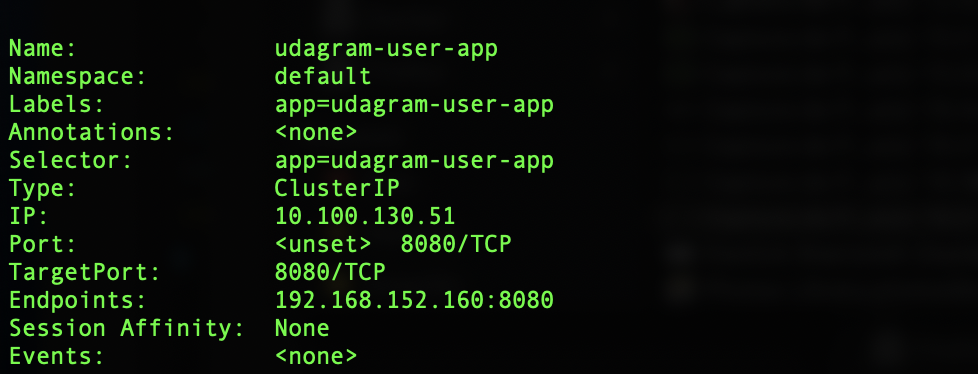 Name: udagram-user-app
Namespace: default
Labels: app=udagram-user-app
Annotations: <none>
Selector: app=udagram-user-app
Type: ClusterIP
IP: 10.100.130.51
Port: <unset> 8080/TCP
TargetPort: 8080/TCP
Endpoints: 192.168.152.160:8080
Session Affinity: None
Events: <none>